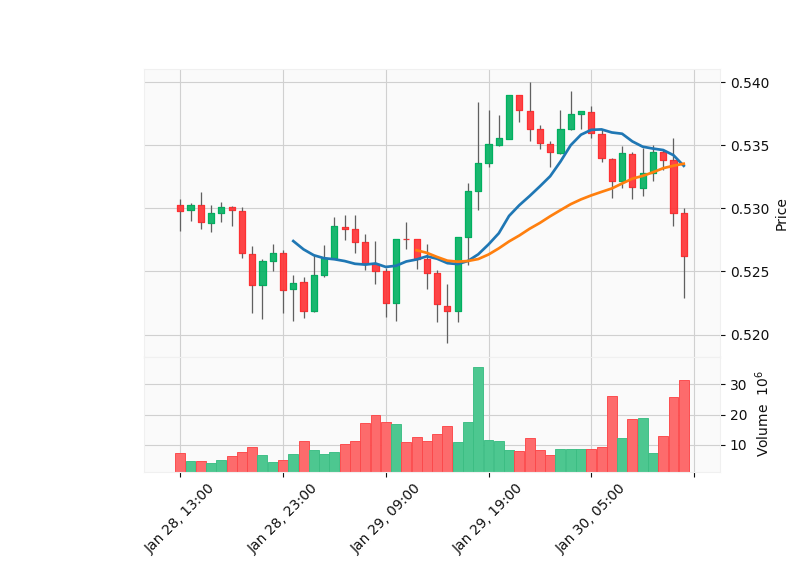 0.540
0.535
0.530
0.525
0.520
Price
30
20
10
Volume 10^6
Jan 28, 13:00
Jan 28, 23:00
Jan 29, 09:00
Jan 29, 19:00
Jan 30, 05:00